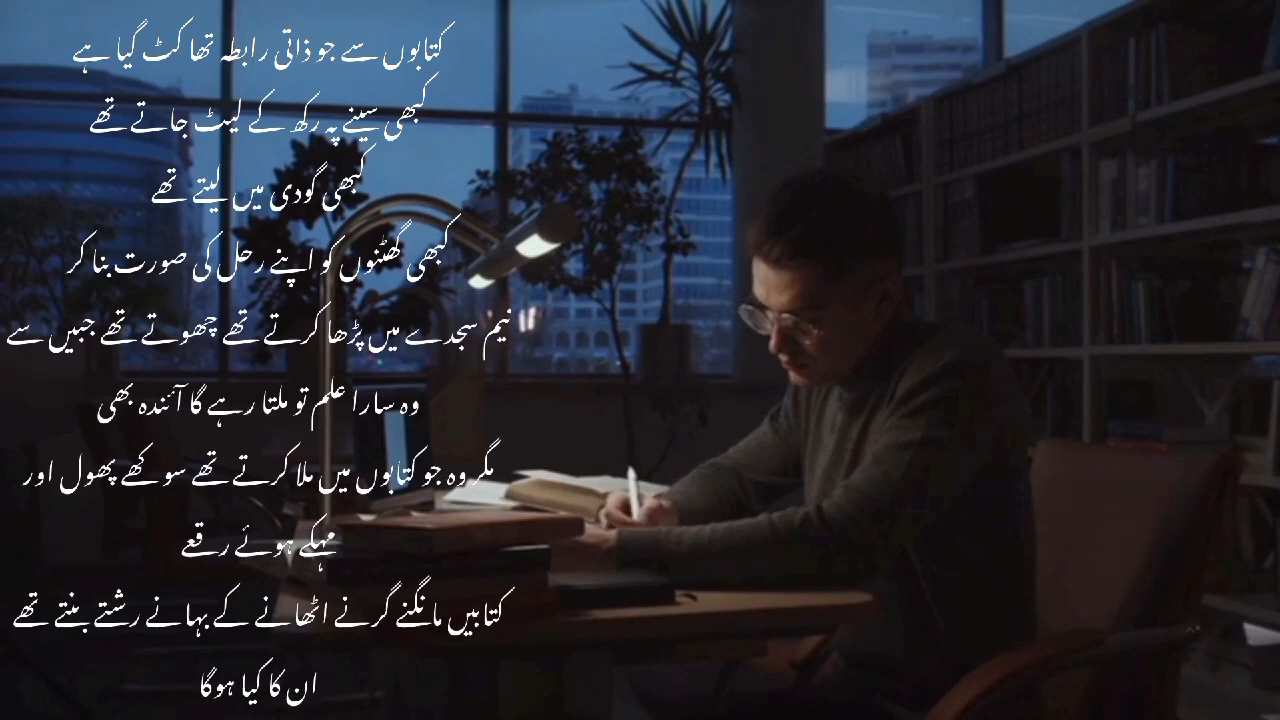 کتابوں سے جو ذاتی رابطہ تھا کٹ گیا ہے
کبھی سینے پہ رکھ کے لیٹ جاتے تھے
کبھی گودی میں لیتے تھے
کبھی گھٹنوں کو اپنے رحل کی صورت بنا کر
نیم سجدے میں پڑھا کرتے تھے چھوتے تھے جبیں سے
وہ سارا علم تو ملتا رہے گا آئندہ بھی
مگر وہ جو کتابوں میں ملا کرتے تھے سوکھے پھول اور
مہکے ہوئے رقعے
کتابیں مانگنے گرنے اٹھانے کے بہانے رشتے بنتے تھے
ان کا کیا ہوگا